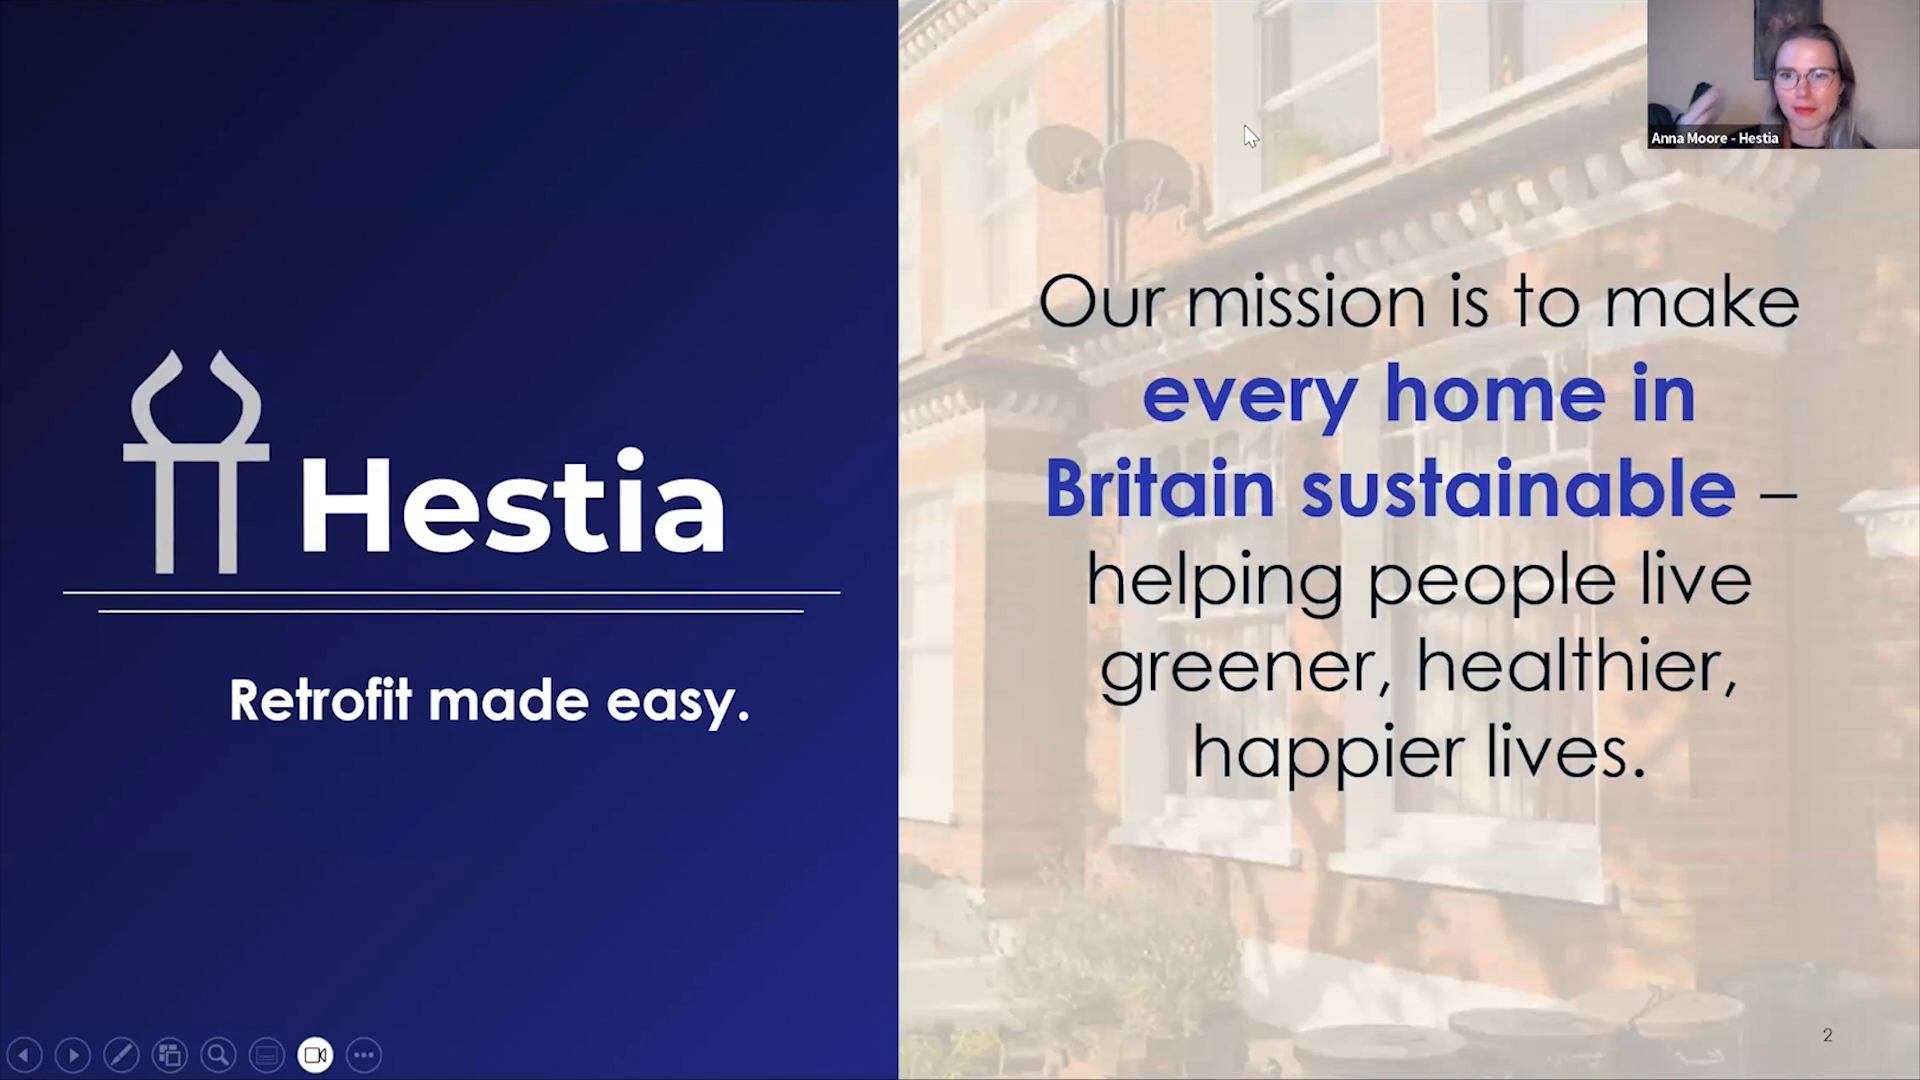 Hestia
Retrofit made easy.
Anna Moore - Hestia
Our mission is to make
every home in
Britain sustainable –
helping people live
greener, healthier,
happier lives.
2